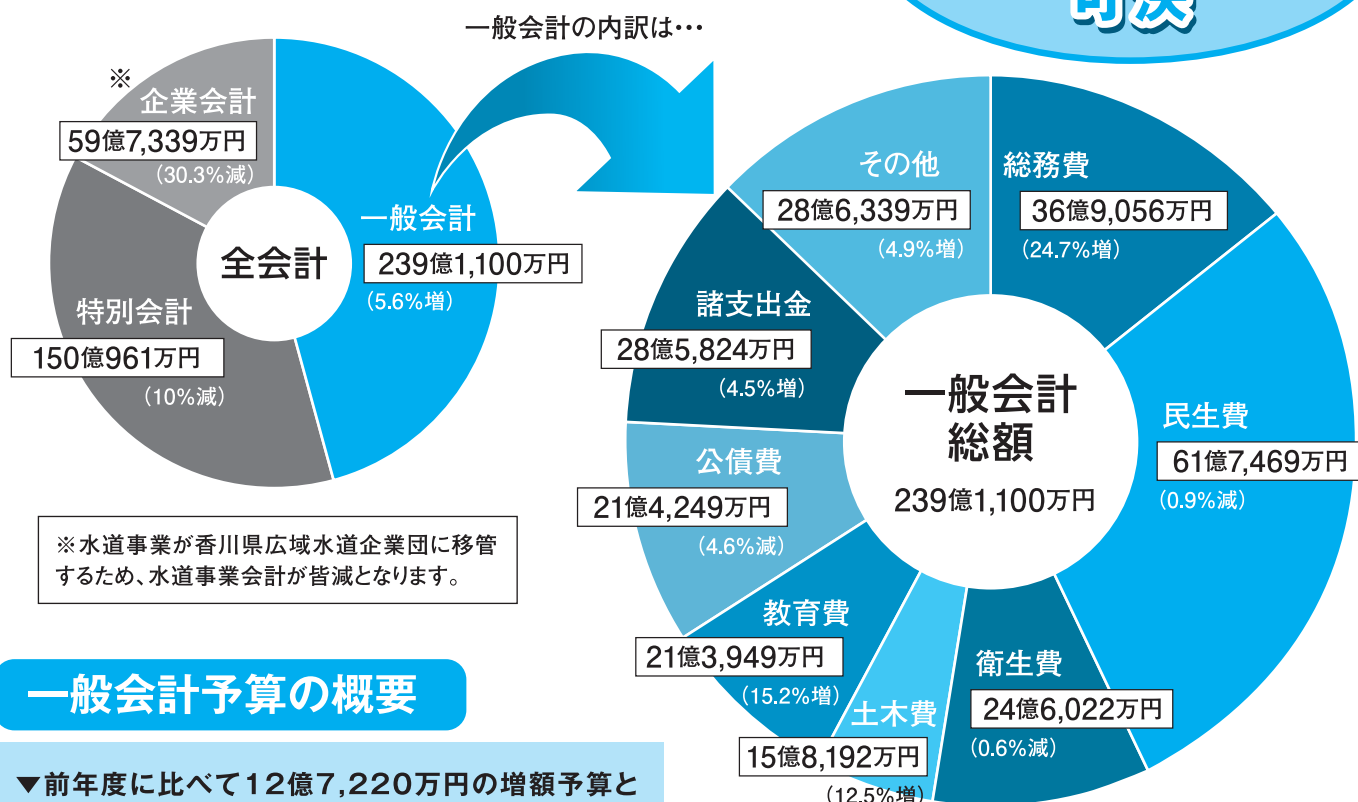 可決
一般会計の内訳は…
※
企業会計
59億7,339万円
(30.3%減)
一般会計
239億1,100万円
(5.6%増)
全会計
特別会計
150億961万円
(10%減)
※水道事業が香川県広域水道企業団に移管
するため、水道事業会計が皆減となります。
その他
28億6,339万円
(4.9%増)
総務費
36億9,056万円
(24.7%増)
諸支出金
28億5,824万円
(4.5%増)
一般会計
総額
239億1,100万円
民生費
61億7,469万円
(0.9%減)
公債費
21億4,249万円
(4.6%減)
教育費
21億3,949万円
(15.2%増)
土木費
15億8,192万円
(12.5%増)
衛生費
24億6,022万円
(0.6%減)
一般会計予算の概要
▼前年度に比べて12億7,220万円の増額予算と